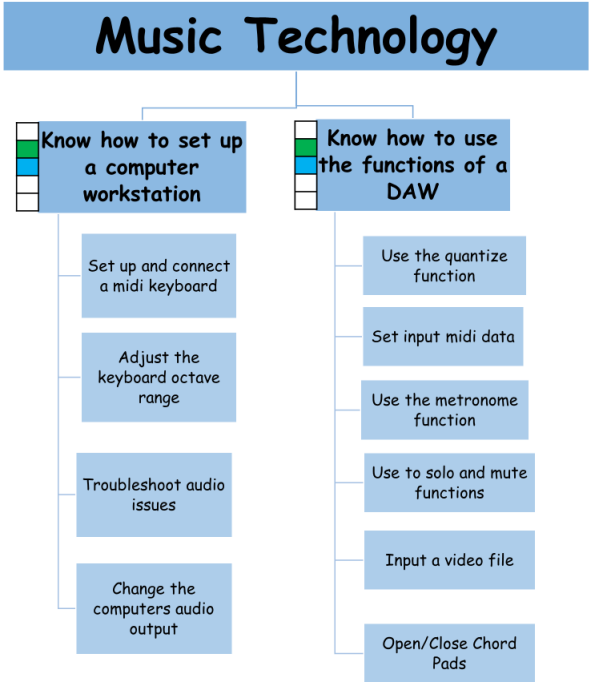 Music Technology
Know how to set up
a computer
workstation
Set up and connect
a midi keyboard
Adjust the
keyboard octave
range
Troubleshoot audio
issues
Change the
computers audio
output
Know how to use
the functions of a
DAW
Use the quantize
function
Set input midi data
Use the metronome
function
Use to solo and mute
functions
Input a video file
Open/Close Chord
Pads